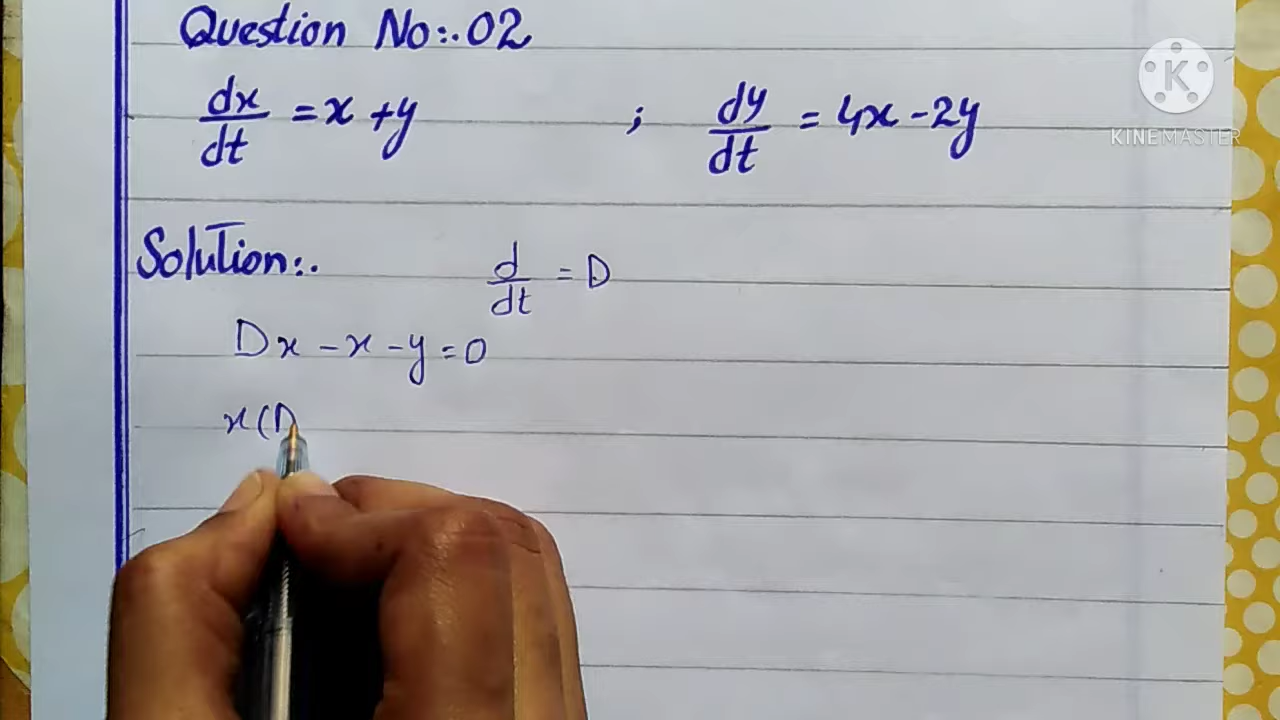 Question No:. 02
dx/dt = x + y ; dy/dt = 4x - 2y
K
KINEMASTER
Solution:. d/dt = D
Dx - x - y = 0
x(D